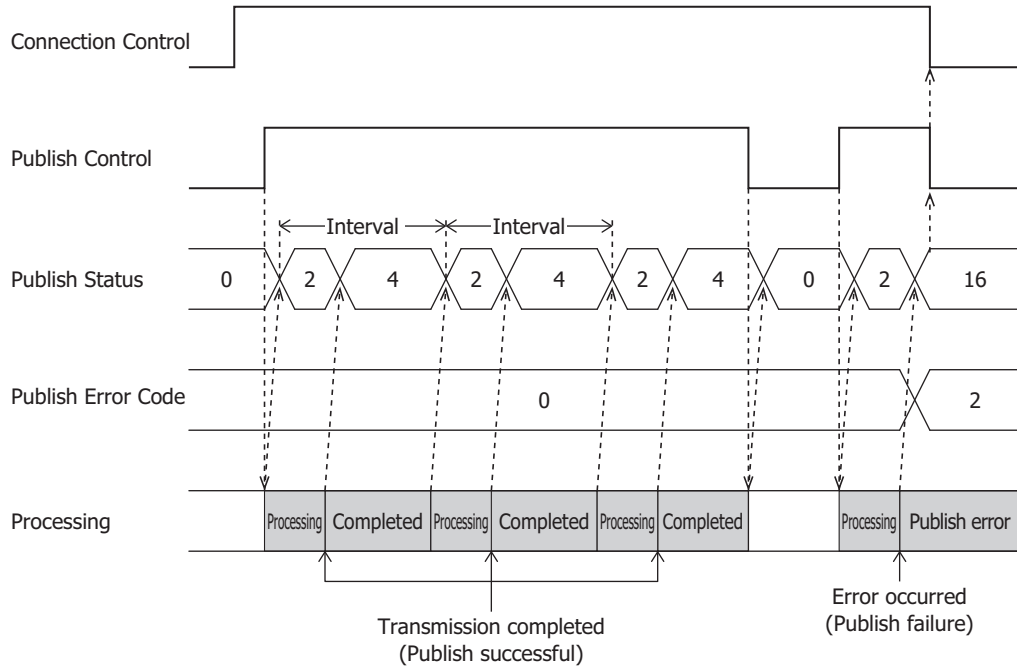 Connection Control
Publish Control
Interval Interval
Publish Status 0 2 4 2 4 2 4 0 2 16
Publish Error Code 0 2
Processing Processing Completed Processing Completed Processing Completed Processing Publish error
Transmission completed
(Publish successful)
Error occurred
(Publish failure)